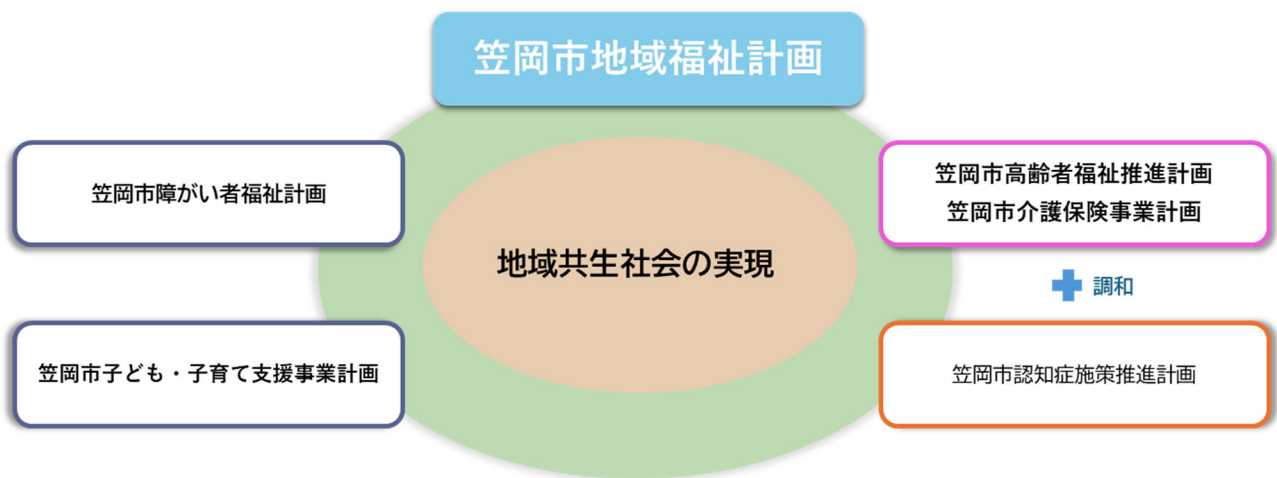 笠岡市地域福祉計画
笠岡市障がい者福祉計画
笠岡市高齢者福祉推進計画
笠岡市介護保険事業計画
地域共生社会の実現
調和
笠岡市子ども・子育て支援事業計画
笠岡市認知症施策推進計画